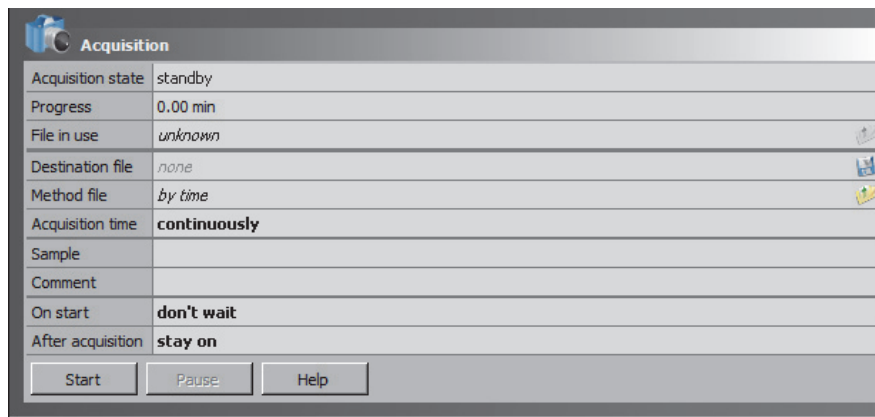 Acquisition
Acquisition state standby
Progress 0.00 min
File in use unknown
Destination file none
Method file by time
Acquisition time continuously
Sample
Comment
On start don't wait
After acquisition stay on
Start Pause Help